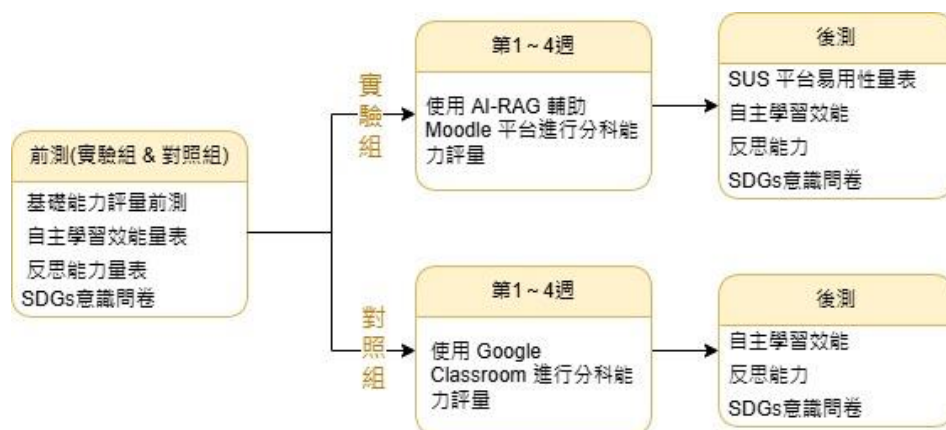 前測(實驗組 & 對照組)
基礎能力評量前測
自主學習效能量表
反思能力量表
SDGs意識問卷
實
驗
組
第1~4週
使用 AI-RAG 輔助
Moodle 平台進行分科能
力評量
後測
SUS 平台易用性量表
自主學習效能
反思能力
SDGs意識問卷
對
照
組
第1~4週
使用 Google
Classroom 進行分科能
力評量
後測
自主學習效能
反思能力
SDGs意識問卷